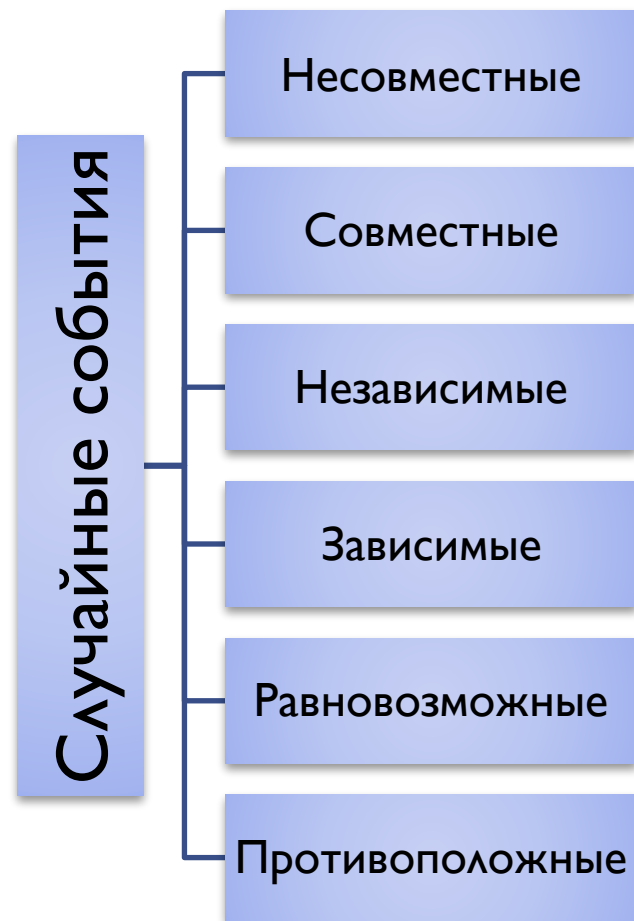 Случайные события
Несовместные
Совместные
Независимые
Зависимые
Равновозможные
Противоположные